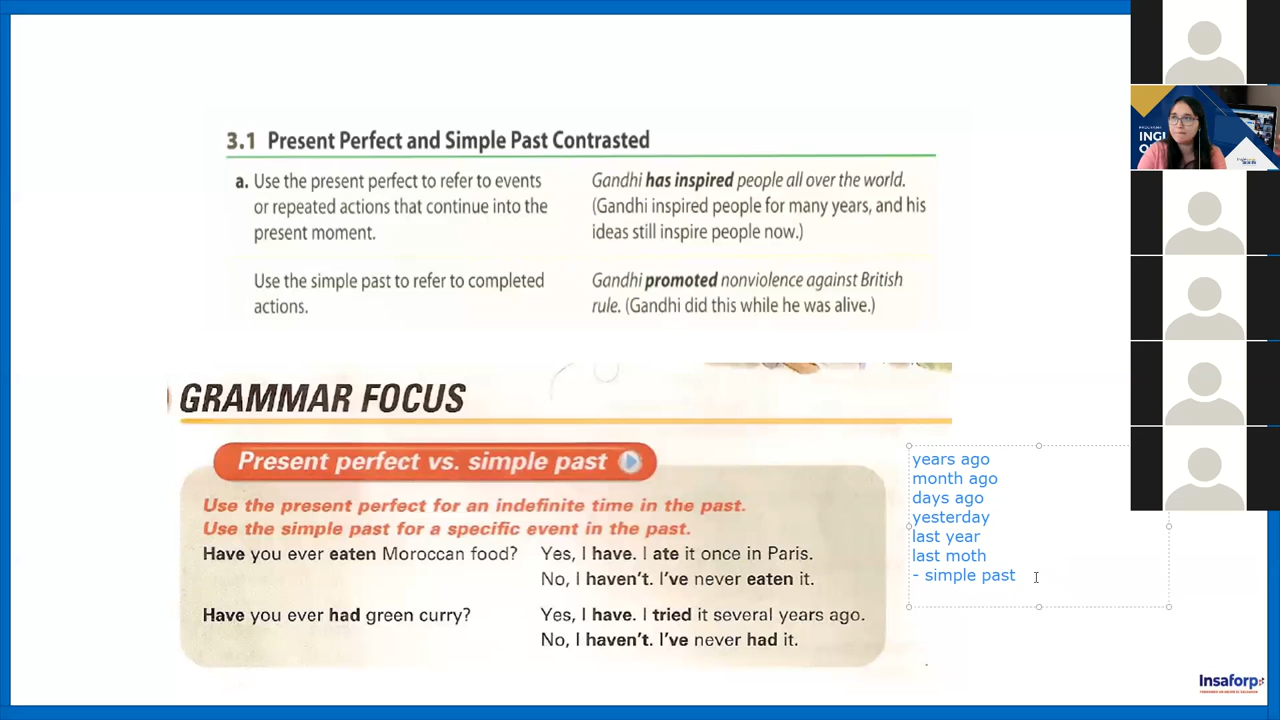 3.1 Present Perfect and Simple Past Contrasted
a. Use the present perfect to refer to events
or repeated actions that continue into the
present moment.
Gandhi has inspired people all over the world.
(Gandhi inspired people for many years, and his
ideas still inspire people now.)
Use the simple past to refer to completed
actions.
Gandhi promoted nonviolence against British
rule. (Gandhi did this while he was alive.)
GRAMMAR FOCUS
Present perfect vs. simple past
Use the present perfect for an indefinite time in the past.
Use the simple past for a specific event in the past.
Have you ever eaten Moroccan food?
Yes, I have. I ate it once in Paris.
No, I haven't. I've never eaten it.
Have you ever had green curry?
Yes, I have. I tried it several years ago.
No, I haven't. I've never had it.
years ago
month ago
days ago
yesterday
last year
last moth
- simple past
INGL
Insaforp